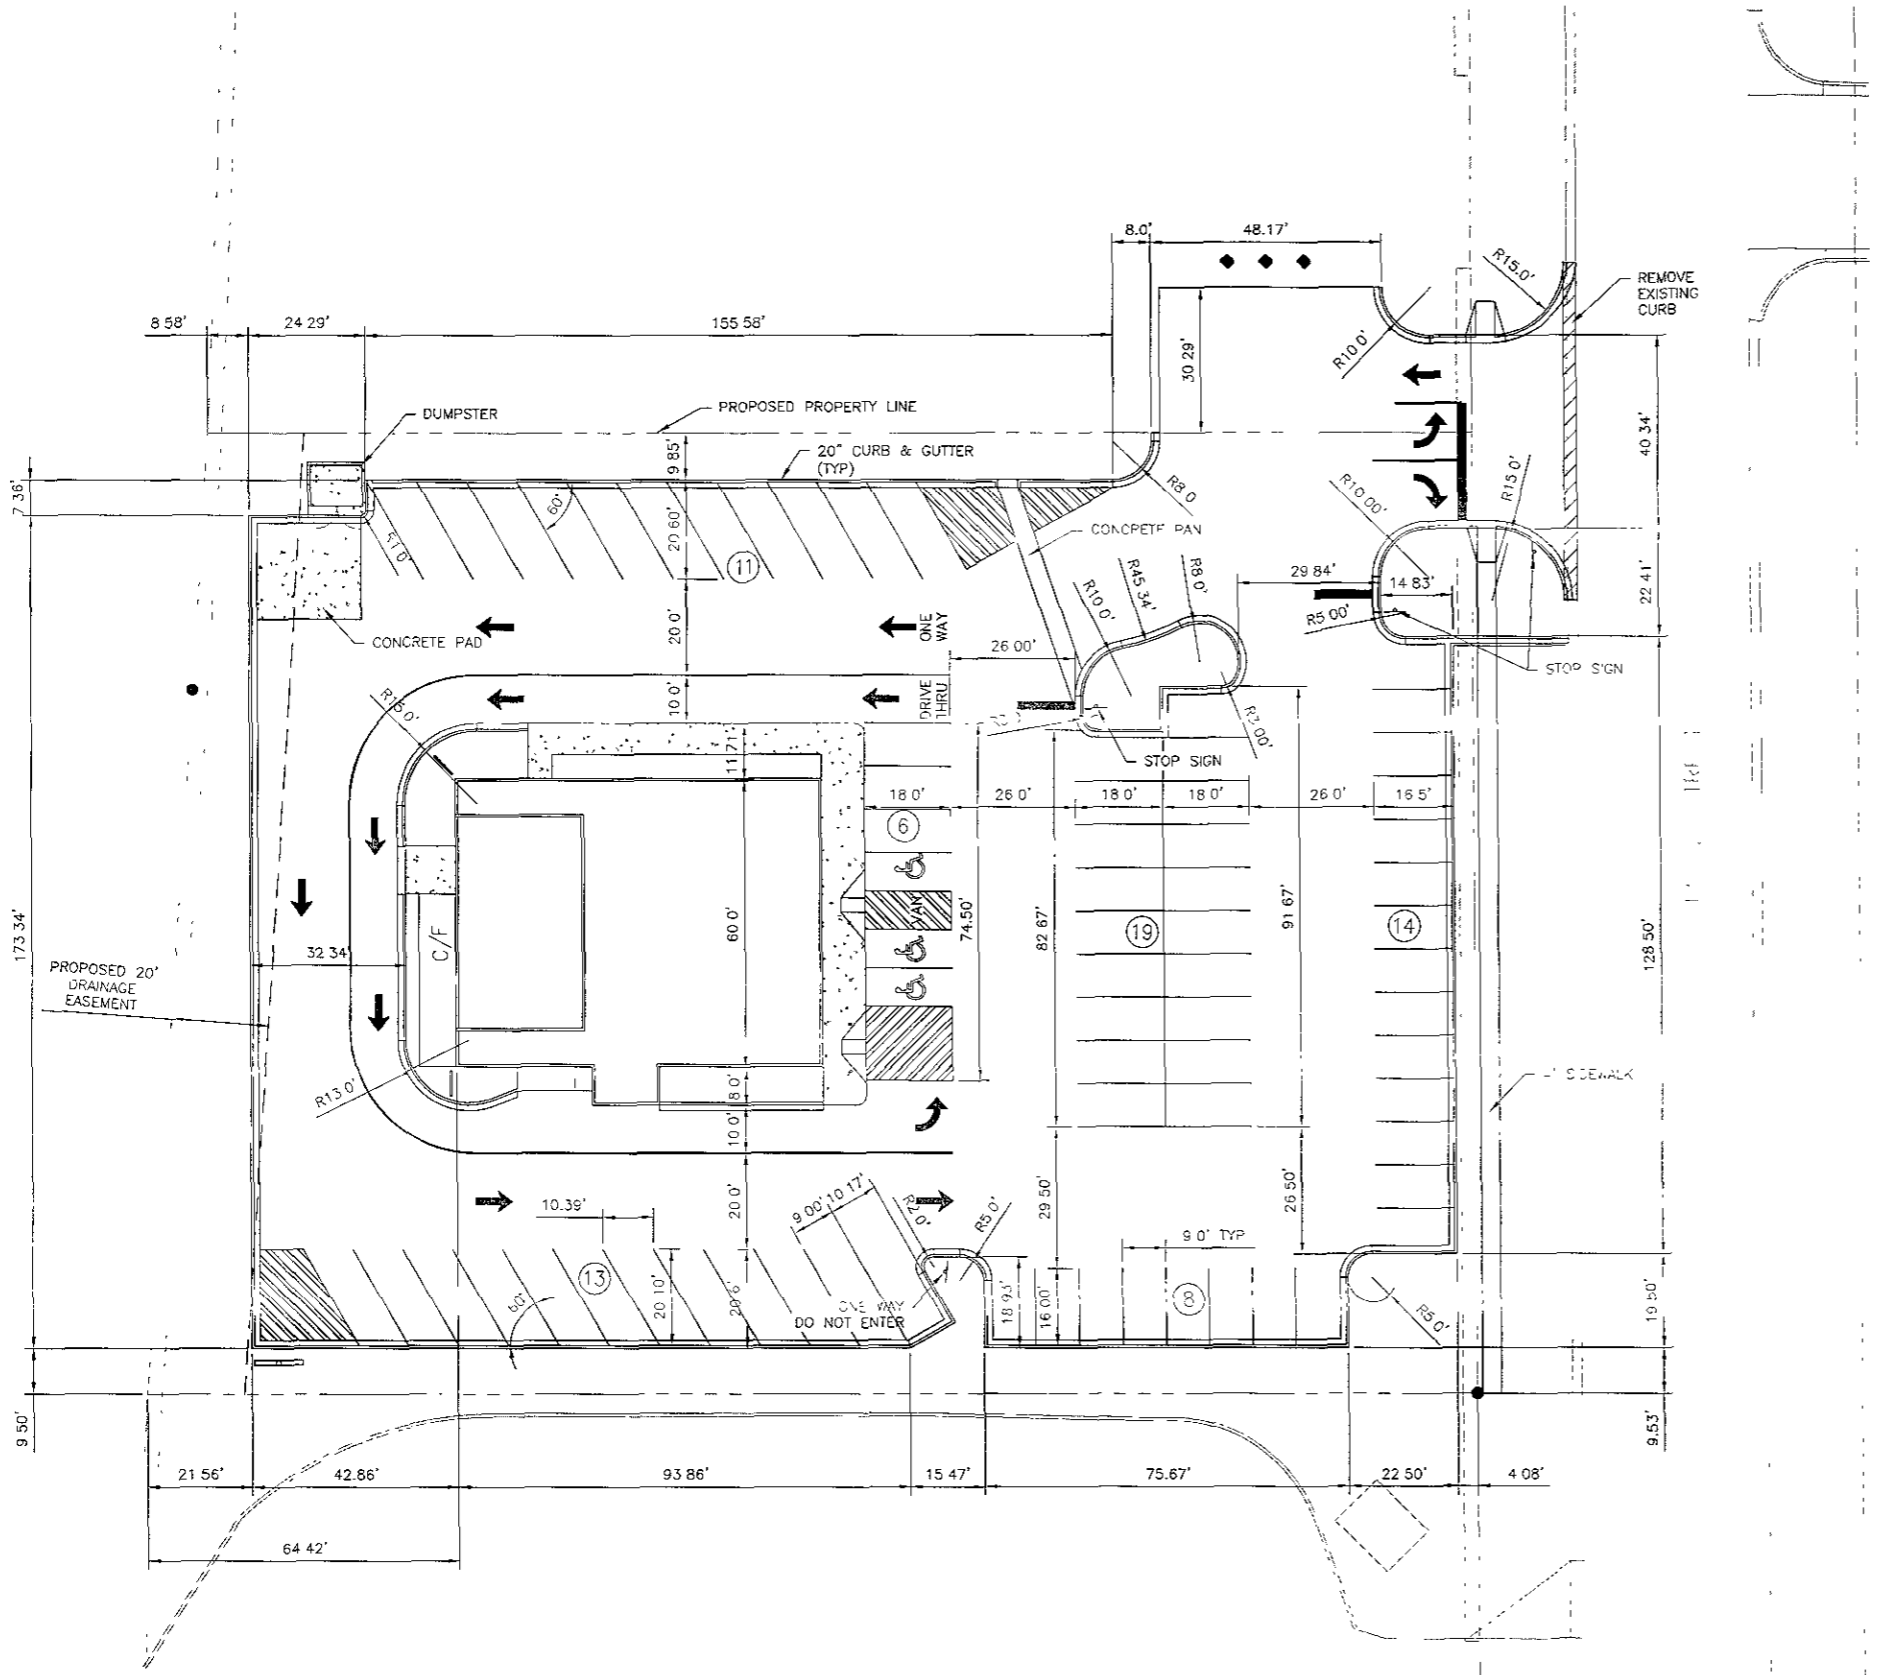 8.0'
48.17'
R15.0'
REMOVE
EXISTING
CURB
8 58'
24 29'
155 58'
30 29'
R10 0'
DUMPSTER
PROPOSED PROPERTY LINE
40 34'
9 85'
20" CURB & GUTTER
(TYP)
R8 0
R10 00'
R15 0'
7 36'
60'
20 60'
CONCRETE PAN
11
29 84'
14 83'
22 41'
R10 0'
R45 34'
R8 0'
R5 00'
CONCRETE PAD
20 0'
ONE
WAY
26 00'
STOP SIGN
R15 0'
10 0'
DRIVE
THRU
R3 00'
11 71
STOP SIGN
18 0'
26 0'
18 0'
18 0'
26 0'
16 5'
6
VAN
173 34'
32 34'
C/F
60 0'
74.50'
82 67'
19
91 67'
14
128 50'
PROPOSED 20'
DRAINAGE
EASEMENT
R13 0'
8 0'
10 0'
SIDEWALK
10.39'
20 0'
9 00'
10 17'
R2 0'
R5 0'
29 50'
26 50'
9 0' TYP
13
20 10'
20 6'
60'
ONE WAY
DO NOT ENTER
18 93'
16 00'
8
R5 0'
19 50'
9 50'
9.53'
21 56'
42.86'
93 86'
15 47'
75.67'
22 50'
4 08'
64 42'